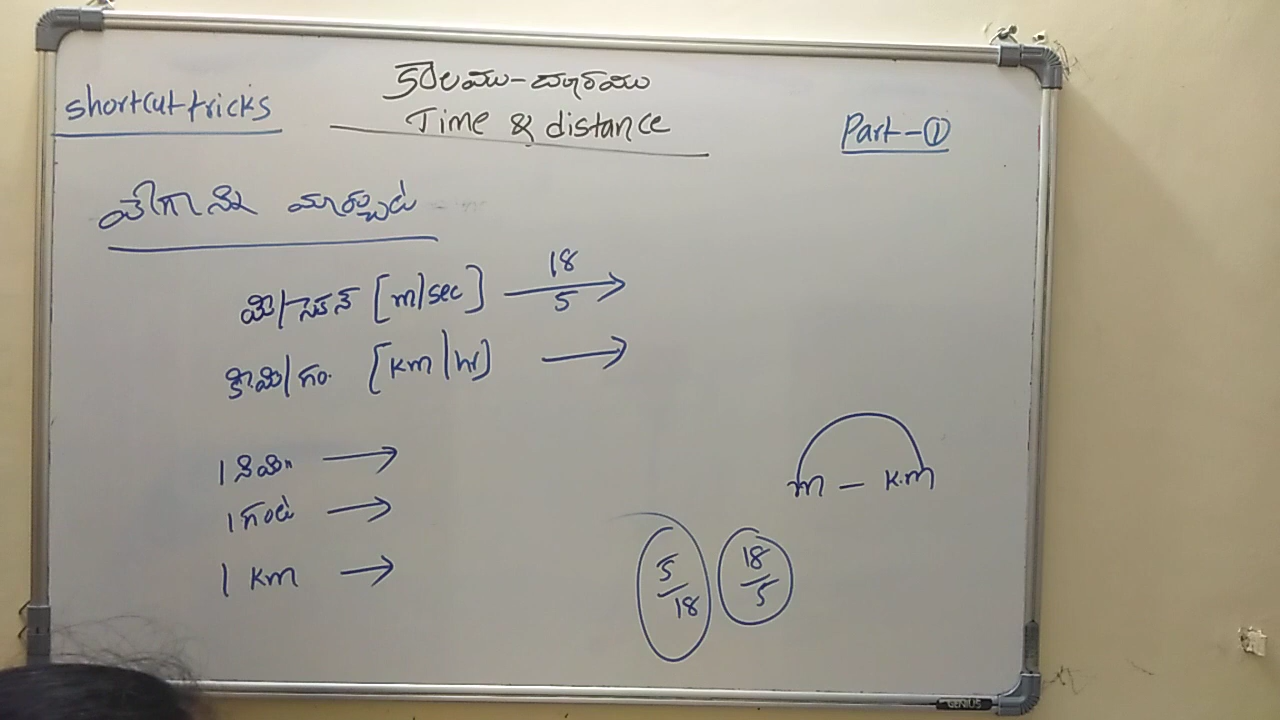 shortcut tricks
కాలము-దూరము
Time & distance
Part-①
వేగాన్ని మార్చుట
మీ/సెకన్ [m/sec] 18/5 →
కిమీ/గం. [km/hr] →
1 నిమి" →
1 గంట →
1 km →
m - k.m
5/18 18/5
GENIUS